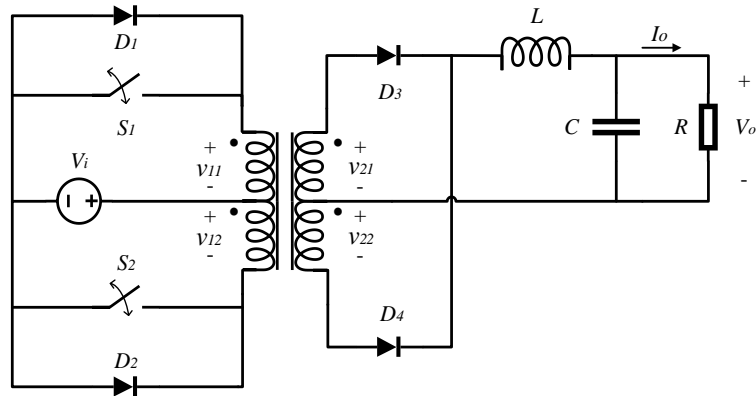 D1
S1
Vi
S2
D2
+
v11
-
+
v12
-
+
v21
-
+
v22
-
D3
D4
L
Io
C
R
+
Vo
-
- +